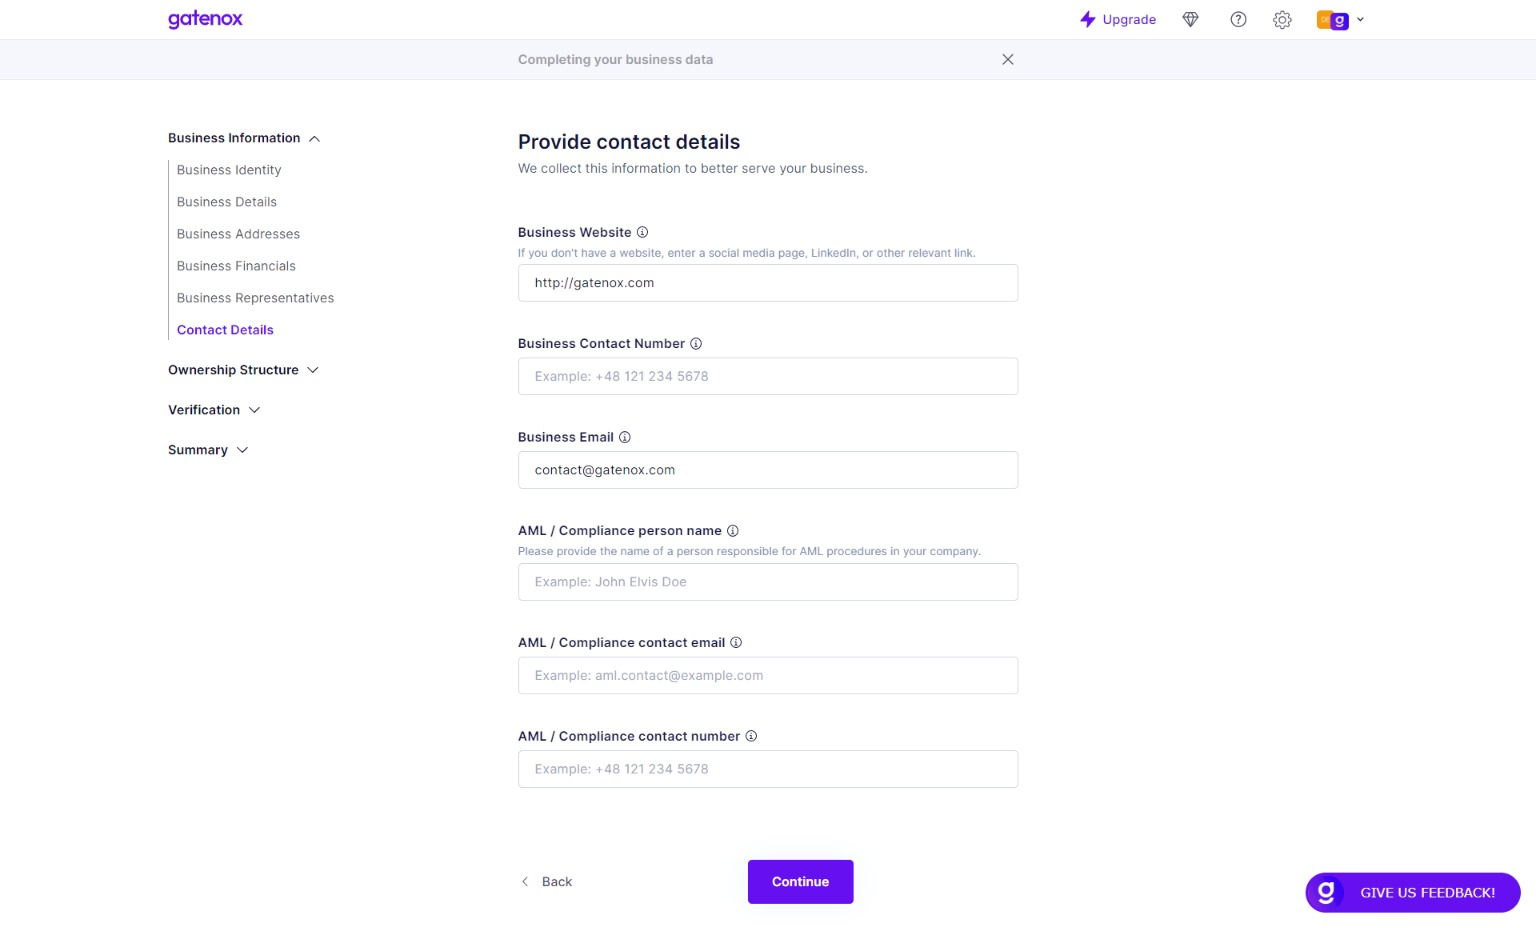 gatenox
Upgrade
Completing your business data
Business Information
Business Identity
Business Details
Business Addresses
Business Financials
Business Representatives
Contact Details
Ownership Structure
Verification
Summary
Provide contact details
We collect this information to better serve your business.
Business Website
If you don't have a website, enter a social media page, LinkedIn, or other relevant link.
http://gatenox.com
Business Contact Number
Example: +48 121 234 5678
Business Email
contact@gatenox.com
AML / Compliance person name
Please provide the name of a person responsible for AML procedures in your company.
Example: John Elvis Doe
AML / Compliance contact email
Example: aml.contact@example.com
AML / Compliance contact number
Example: +48 121 234 5678
Back
Continue
g GIVE US FEEDBACK!